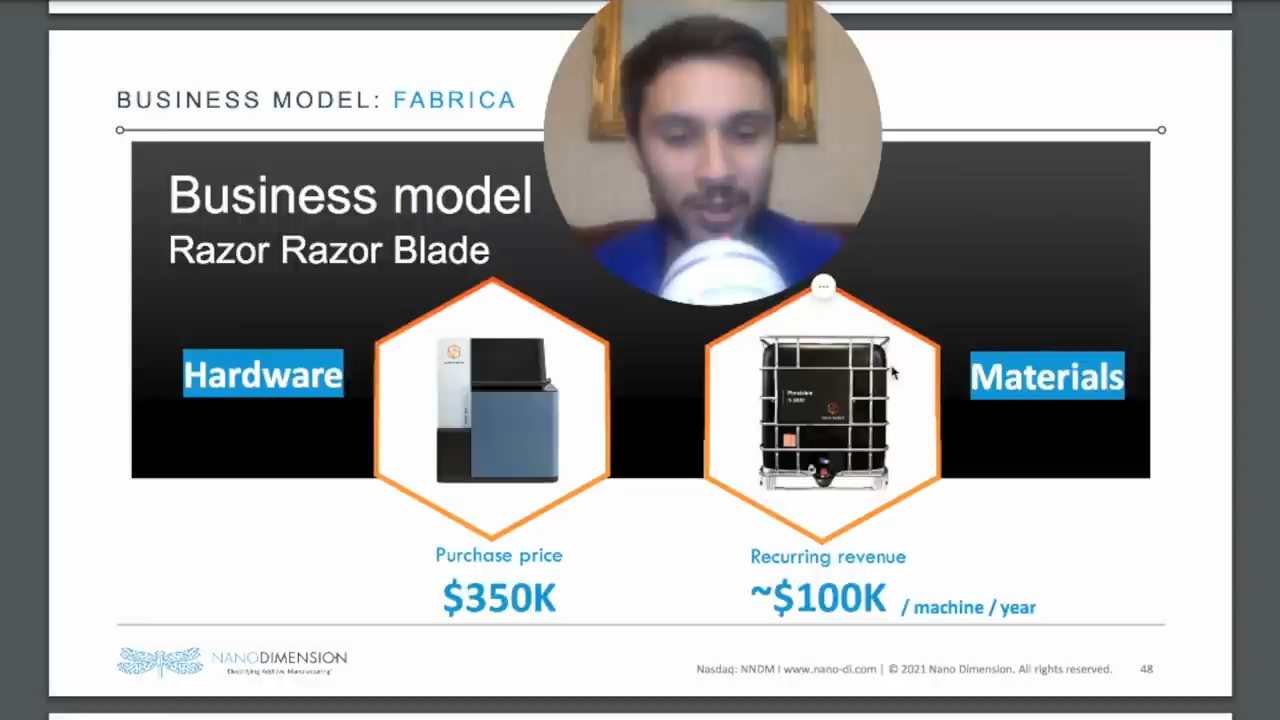 BUSINESS MODEL: FABRICA
Business model
Razor Razor Blade
Hardware
Materials
Purchase price
$350K
Recurring revenue
~$100K / machine / year
NANODIMENSION
Nasdaq: NNDM I www.nano-di.com | © 2021 Nano Dimension. All rights reserved.
48